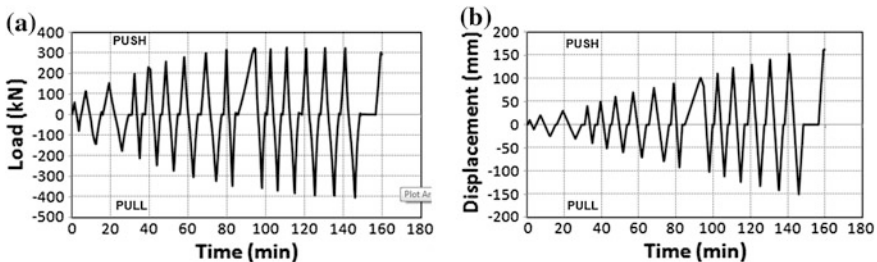 (a)
400
300
200
100
0
-100
-200
-300
-400
-500
Load (kN)
PUSH
PULL
Plot Ar
0 20 40 60 80 100 120 140 160 180
Time (min)
(b)
200
150
100
50
0
-50
-100
-150
-200
Displacement (mm)
PUSH
PULL
0 20 40 60 80 100 120 140 160 180
Time (min)